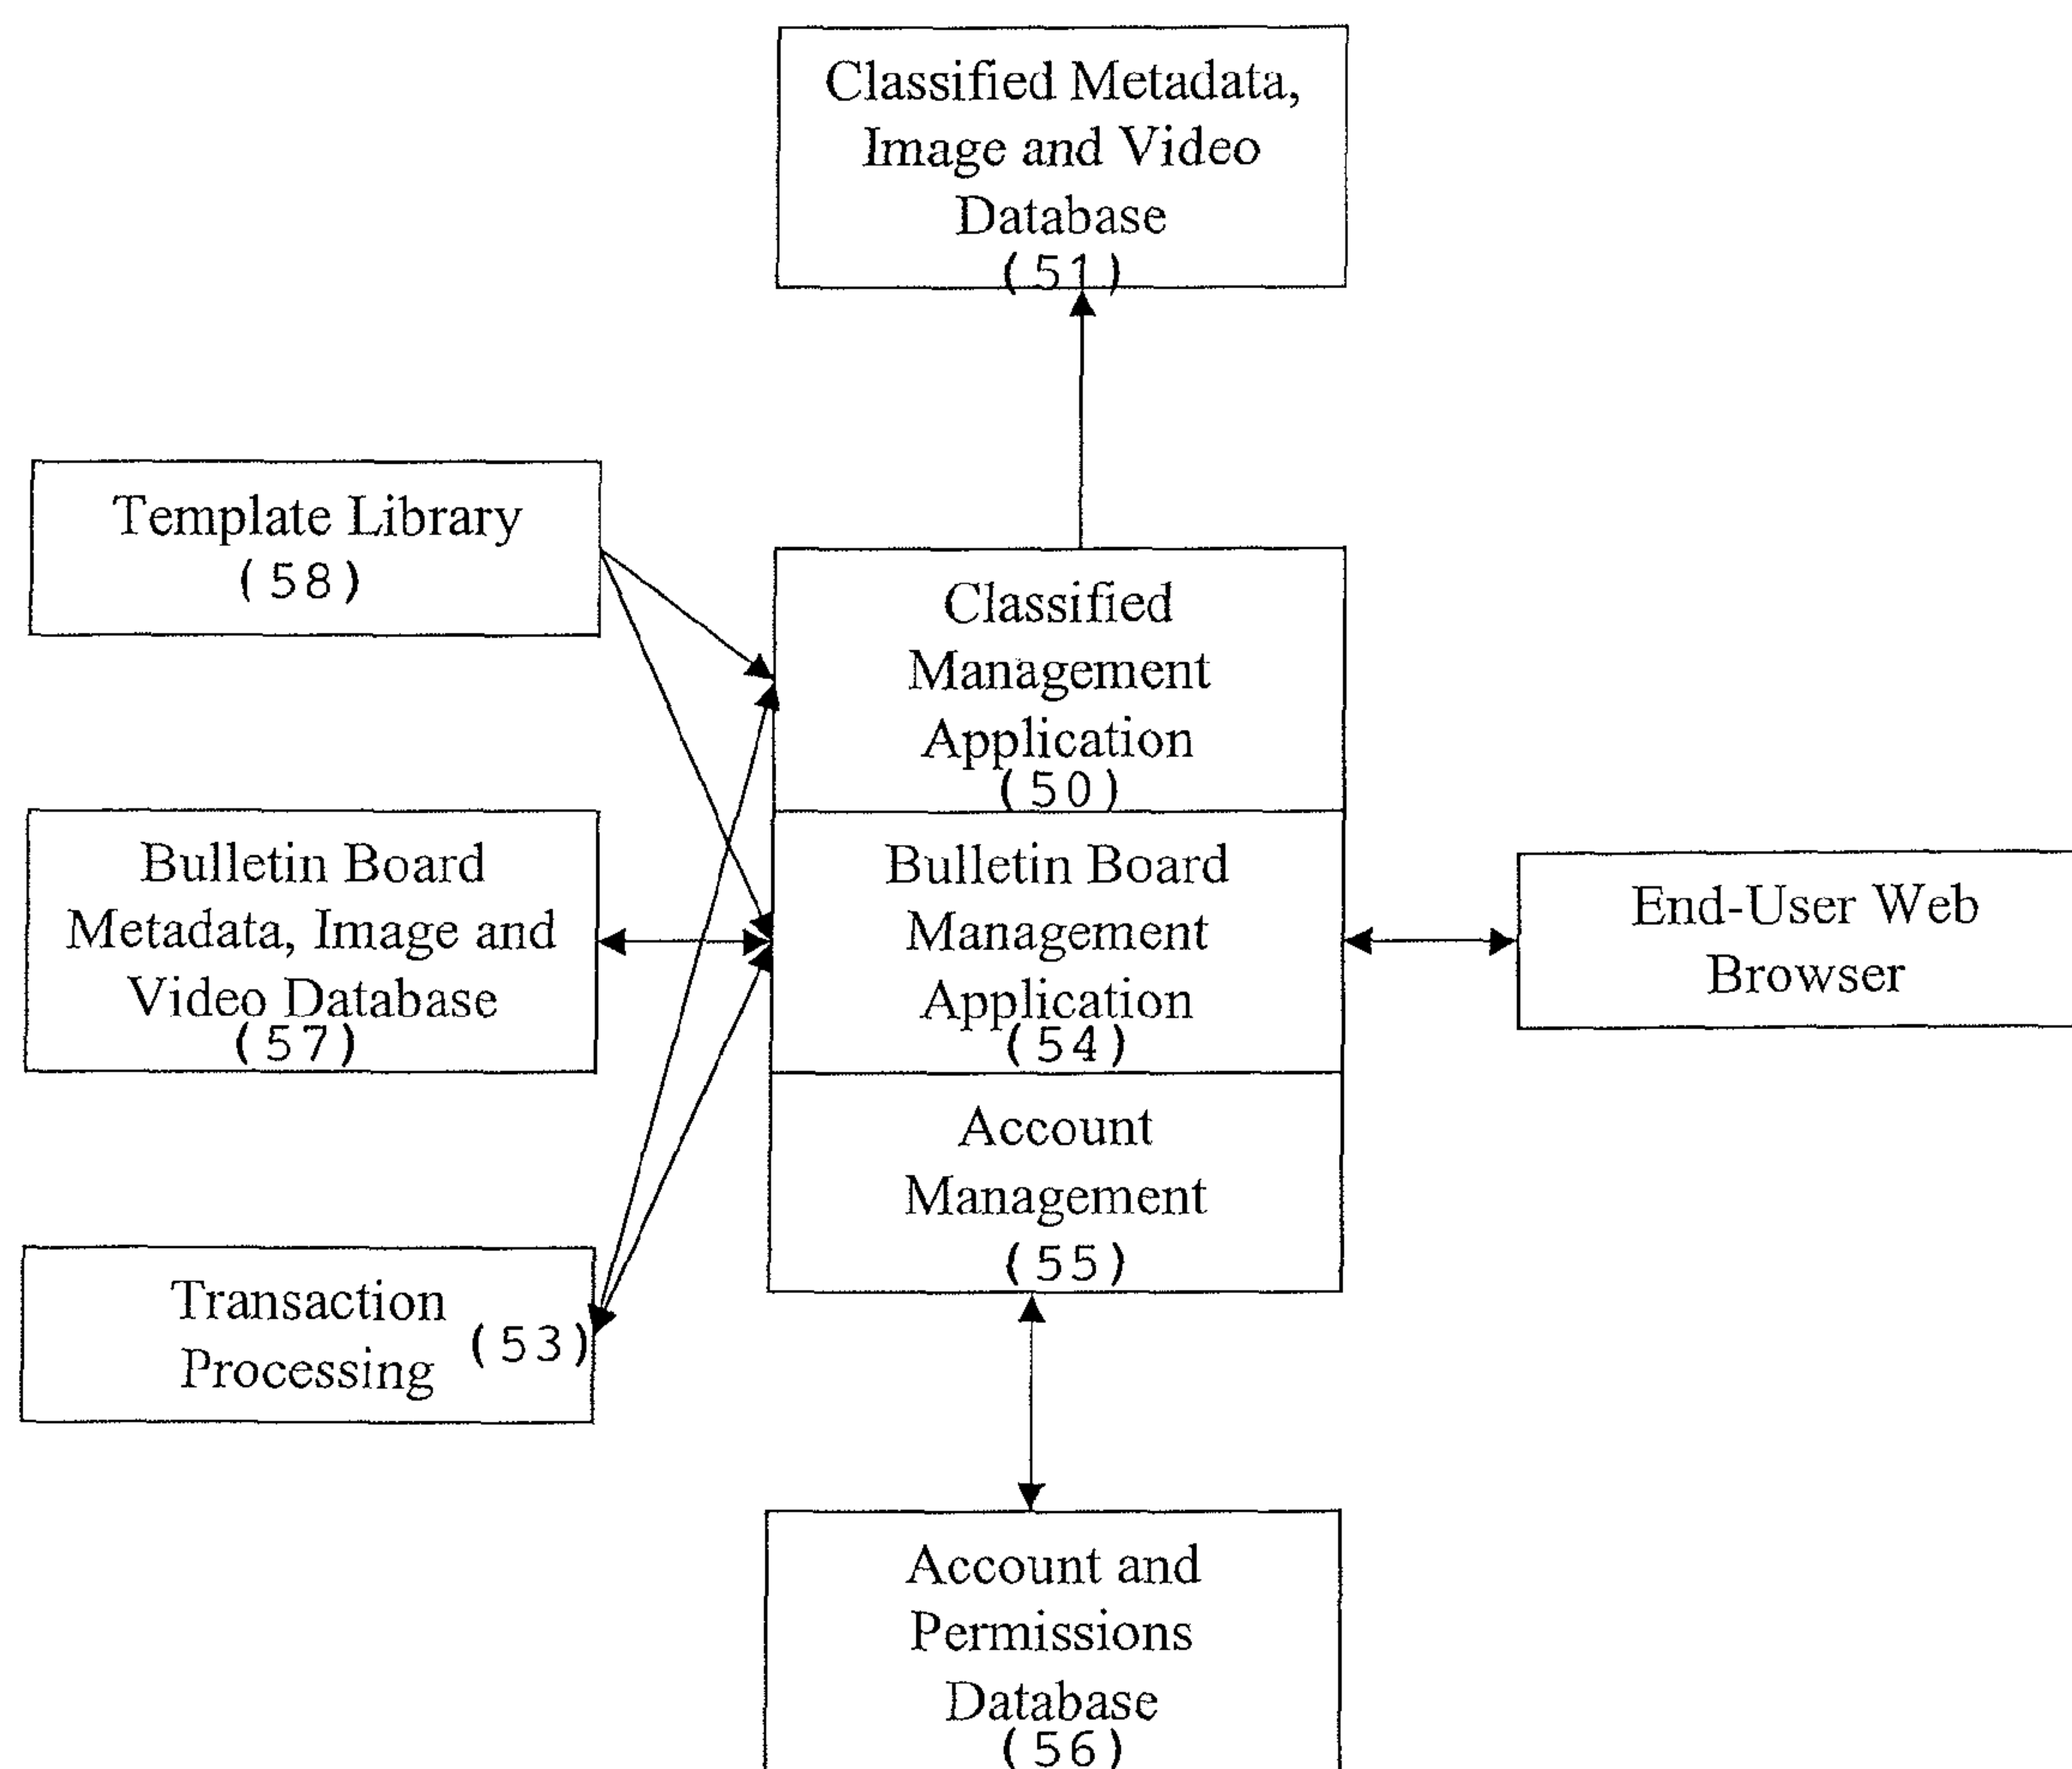 Classified Metadata,
Image and Video
Database
(51)
Template Library
(58)
Classified
Management
Application
(50)
Bulletin Board
Metadata, Image and
Video Database
(57)
Bulletin Board
Management
Application
(54)
End-User Web
Browser
Account
Management
(55)
Transaction
Processing
(53)
Account and
Permissions
Database
(56)